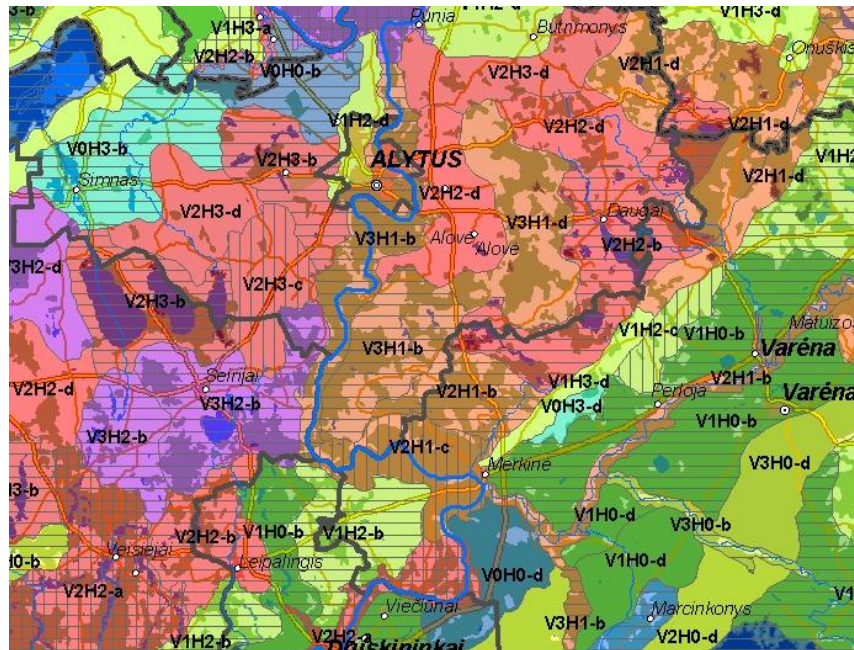 V1H3-d
Punia
V1H3-a
Butrimonys
Onuškis
V2H2-b
V0H0-b
V2H3-d
V2H1-d
V1H2-d
V2H2-d
V2H1-d
V0H3-b
V2H3-b
ALYTUS
Simnas
V2H1-d
V2H2-d
V2H3-d
V3H1-d
Daugai
V3H1-b
Alovė
Alovė
V2H2-b
V3H2-d
V2H3-c
V2H3-b
V1H2-c
V1H0-b
V3H1-b
Varėna
V1H3-d
V2H1-b
V2H2-d
Seirijai
V2H1-b
V0H3-d
Perloja
Varėna
V3H2-b
V1H0-b
V2H1-c
V3H0-d
Merkinė
V1H0-d
V3H0-b
V2H2-b
V1H0-b
V1H2-b
Veisiejai
Leipalingis
V1H0-d
V2H2-a
V0H0-d
V1H0-d
Viečiūnai
Marcinkonys
V3H1-b
V1H2-b
V2H0-d
Druskininkai